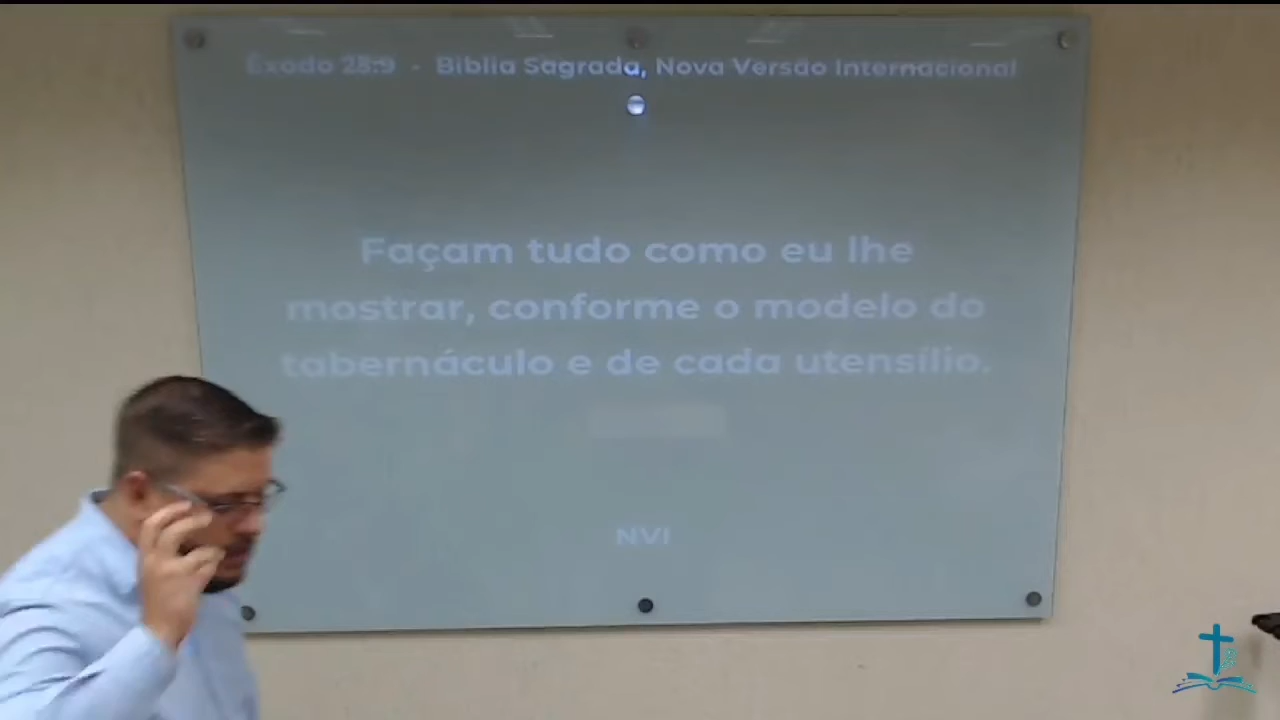 Êxodo 25:9 - Bíblia Sagrada, Nova Versão Internacional
Façam tudo como eu lhe
mostrar, conforme o modelo do
tabernáculo e de cada utensílio.
NVI